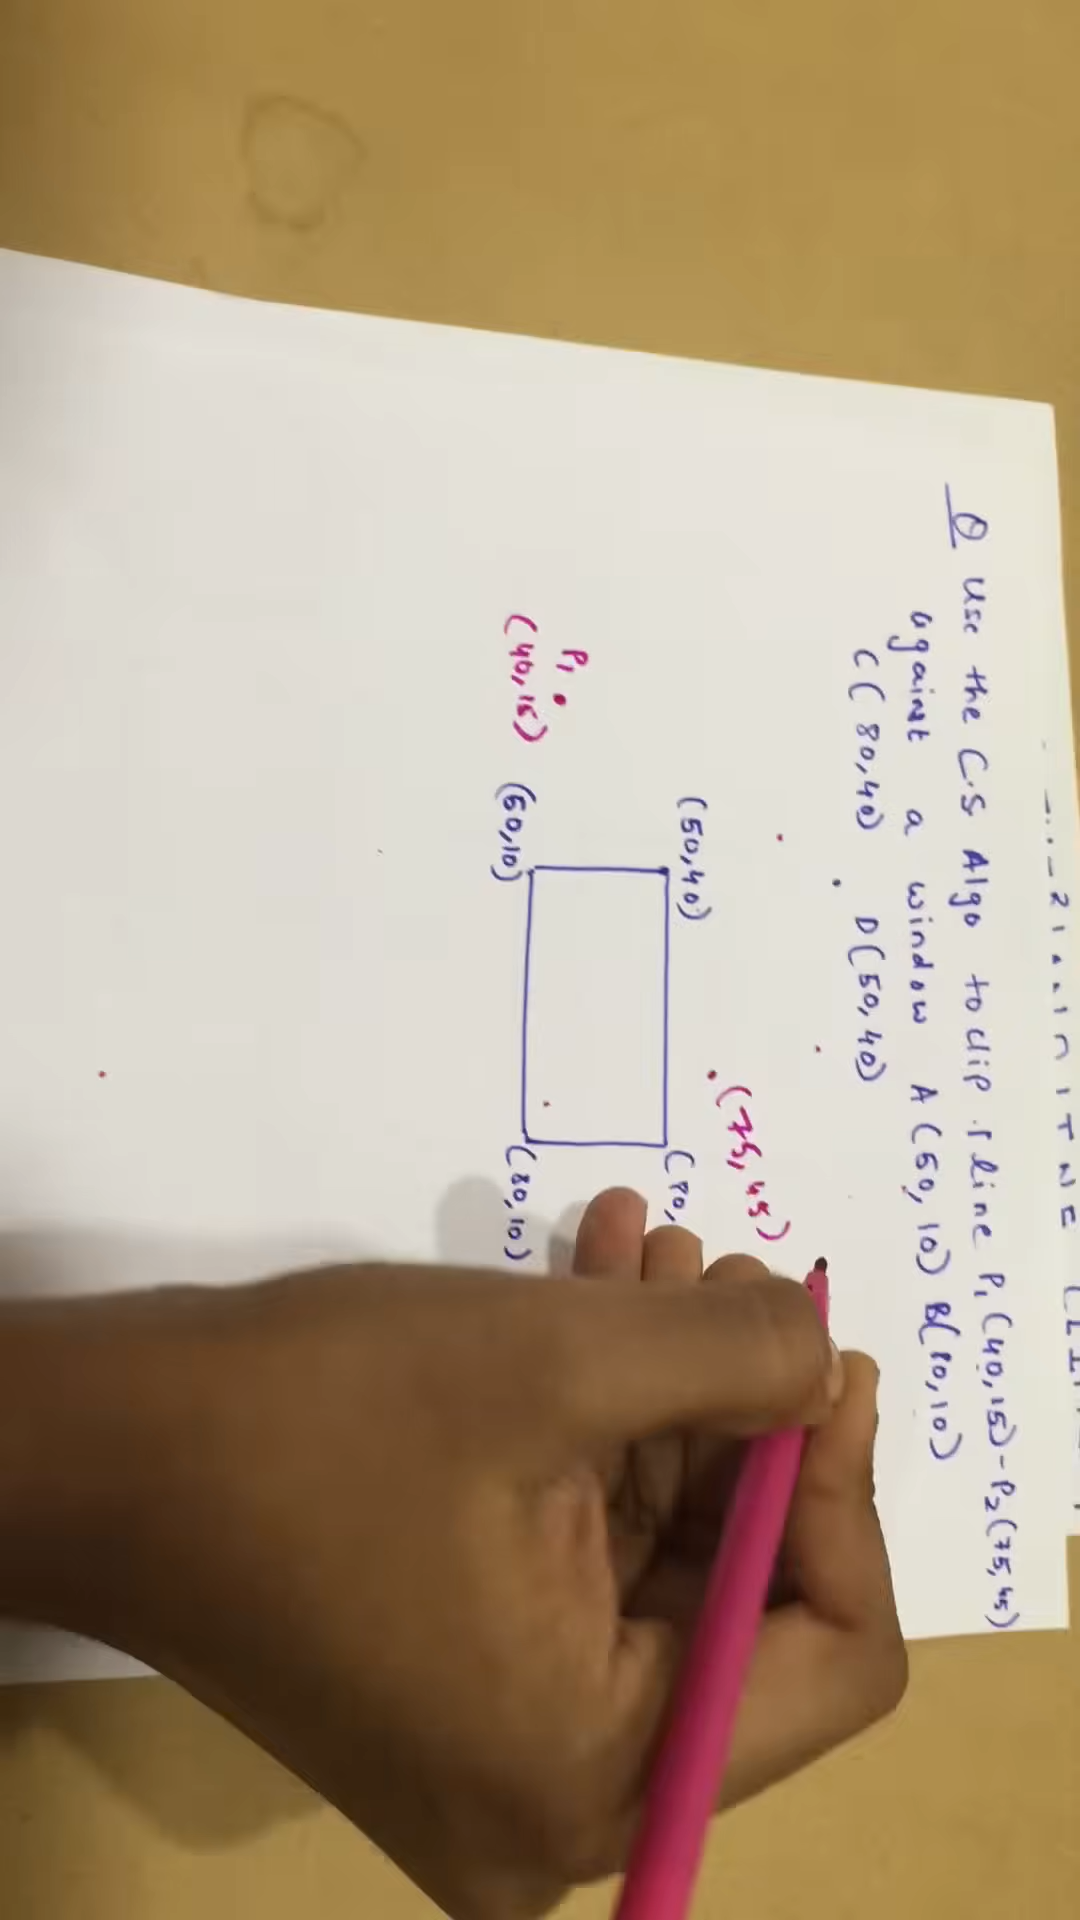 Q Use the C.S Algo to clip line P1 (40,15) - P2 (75,45)
against a window A (50, 10) B(80,10)
C( 80,40) D(50,40)
(75,45)
(50,40)
(80,
P1
(40,15)
(50,10)
(80,10)